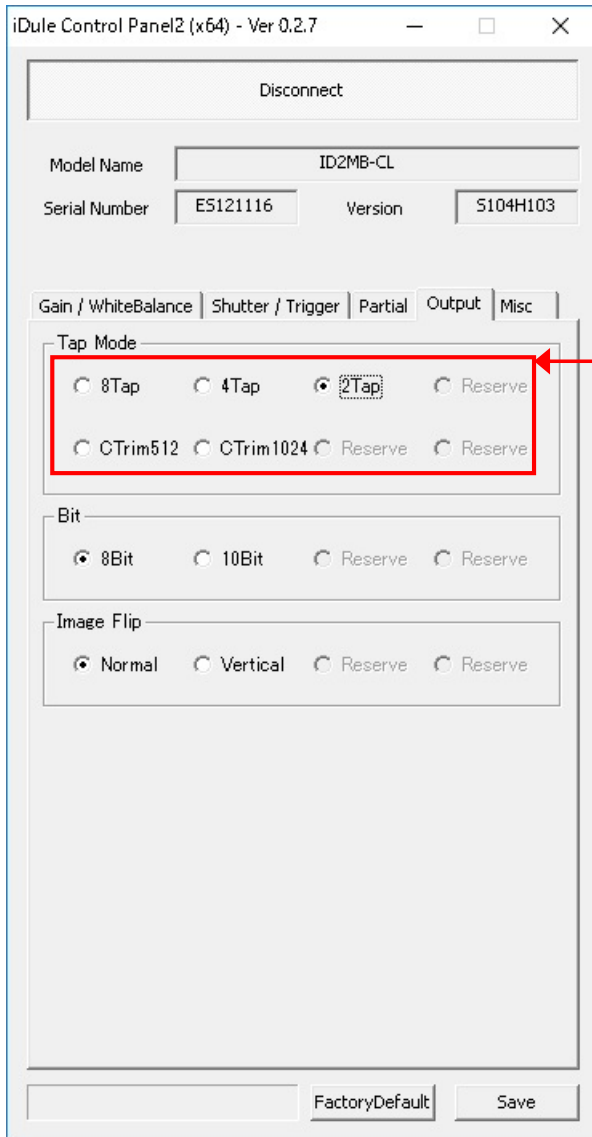 iDule Control Panel2 (x64) - Ver 0.2.7
Disconnect
Model Name ID2MB-CL
Serial Number ES121116 Version S104H103
Gain / WhiteBalance Shutter / Trigger Partial Output Misc
Tap Mode
8Tap 4Tap 2Tap Reserve
CTrim512 CTrim1024 Reserve Reserve
Bit
8Bit 10Bit Reserve Reserve
Image Flip
Normal Vertical Reserve Reserve
FactoryDefault Save